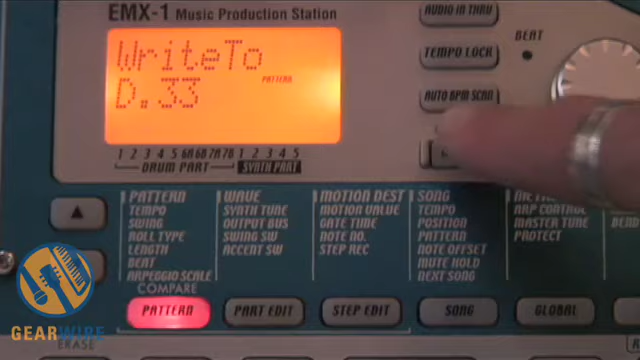 EMX-1 Music Production Station
AUDIO IN THRU
WriteTo
PATTERN
D.33
TEMPO LOCK
BEAT
AUTO BPM SCAN
1 2 3 4 5 6A 6B 7A 7B 1 2 3 4 5
DRUM PART SYNTH PART
PATTERN
TEMPO
SWING
ROLL TYPE
LENGTH
BEAT
ARPEGGIO SCALE
WAVE
SYNTH TUNE
OUTPUT BUS
SWING SW
ACCENT SW
MOTION DEST
MOTION VALUE
GATE TIME
NOTE NO.
STEP REC
SONG
TEMPO
POSITION
PATTERN
NOTE OFFSET
MUTE HOLD
NEXT SONG
ARP CONTROL
MASTER TUNE
PROTECT
BEND
COMPARE
PATTERN
PART EDIT
STEP EDIT
SONG
GLOBAL
GEARWIRE
ERASE